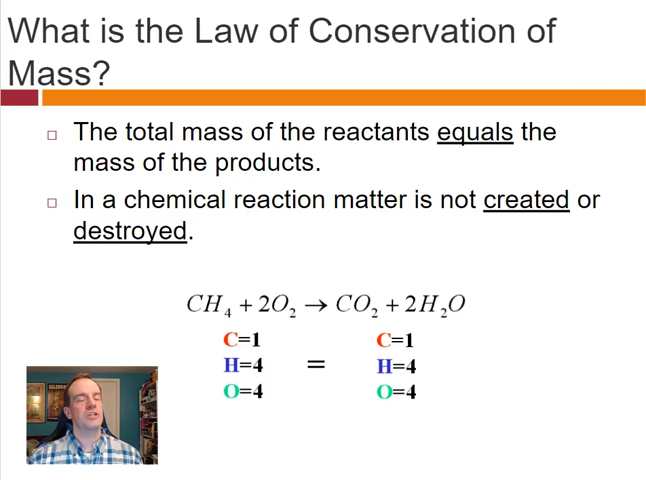 What is the Law of Conservation of
Mass?
The total mass of the reactants equals the
mass of the products.
In a chemical reaction matter is not created or
destroyed.
CH₄ + 2O₂ → CO₂ + 2H₂O
C=1 C=1
H=4 = H=4
O=4 O=4